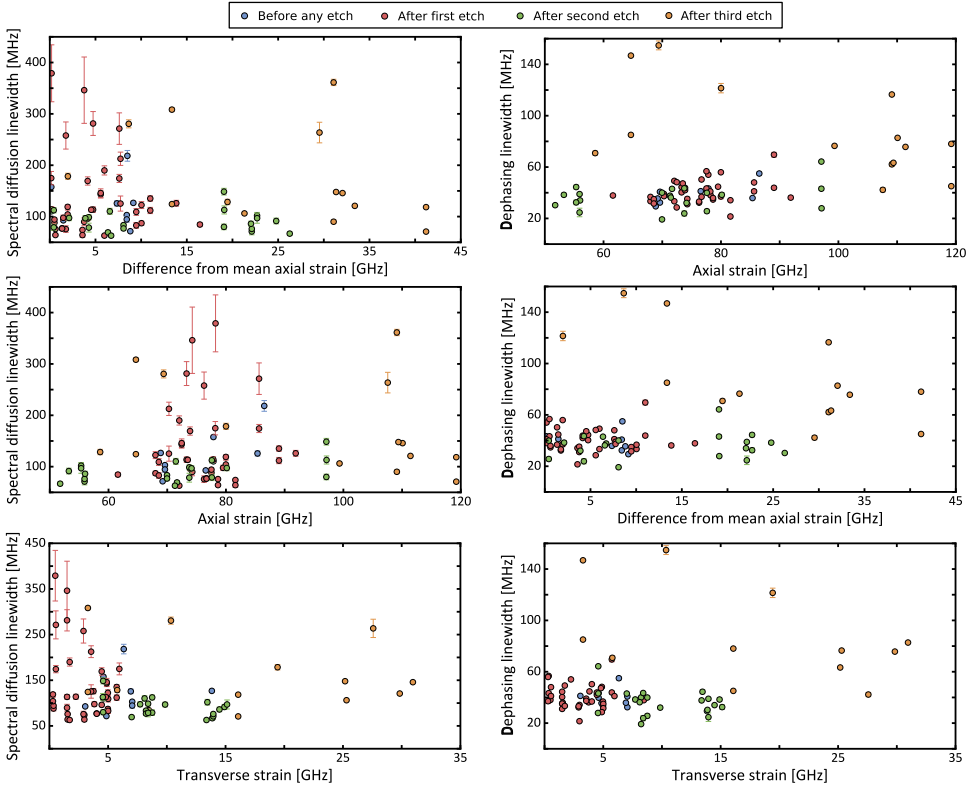 Before any etch After first etch After second etch After third etch
Spectral diffusion linewidth [MHz]
400
300
200
100
5 15 25 35 45
Difference from mean axial strain [GHz]
Dephasing linewidth [MHz]
140
100
60
20
60 80 100 120
Axial strain [GHz]
Spectral diffusion linewidth [MHz]
400
300
200
100
60 80 100 120
Axial strain [GHz]
Dephasing linewidth [MHz]
140
100
60
20
5 15 25 35 45
Difference from mean axial strain [GHz]
Spectral diffusion linewidth [MHz]
450
350
250
150
50
5 15 25 35
Transverse strain [GHz]
Dephasing linewidth [MHz]
140
100
60
20
5 15 25 35
Transverse strain [GHz]